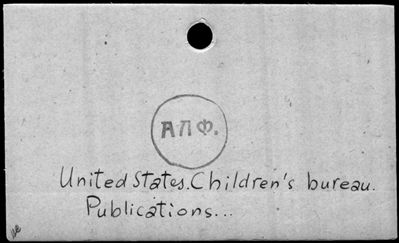 АПФ.
United States. Children's bureau.
Publications...